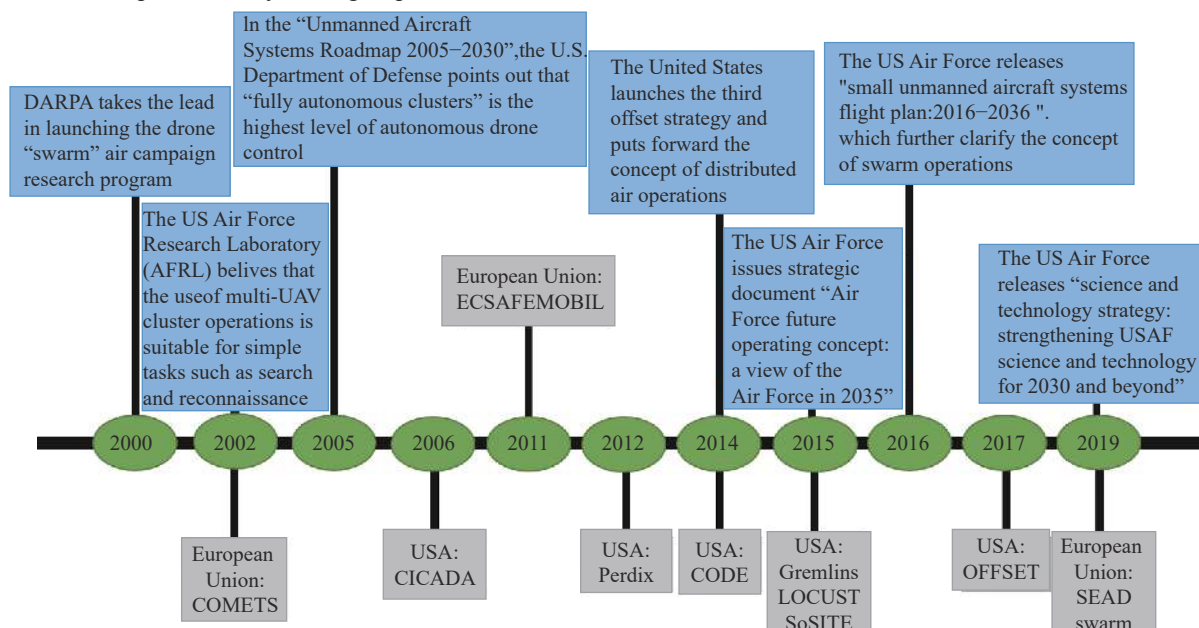 DARPA takes the lead
in launching the drone
“swarm” air campaign
research program
The US Air Force
Research Laboratory
(AFRL) belives that
the useof multi-UAV
cluster operations is
suitable for simple
tasks such as search
and reconnaissance
In the “Unmanned Aircraft
Systems Roadmap 2005−2030”,the U.S.
Department of Defense points out that
“fully autonomous clusters” is the
highest level of autonomous drone
control
European Union:
ECSAFEMOBIL
The United States
launches the third
offset strategy and
puts forward the
concept of distributed
air operations
The US Air Force
issues strategic
document “Air
Force future
operating concept:
a view of the
Air Force in 2035”
The US Air Force releases
"small unmanned aircraft systems
flight plan:2016−2036 ".
which further clarify the concept
of swarm operations
The US Air Force
releases “science and
technology strategy:
strengthening USAF
science and technology
for 2030 and beyond”
2000
2002
2005
2006
2011
2012
2014
2015
2016
2017
2019
European
Union:
COMETS
USA:
CICADA
USA:
Perdix
USA:
CODE
USA:
Gremlins
LOCUST
SoSITE
USA:
OFFSET
European
Union:
SEAD
swarm